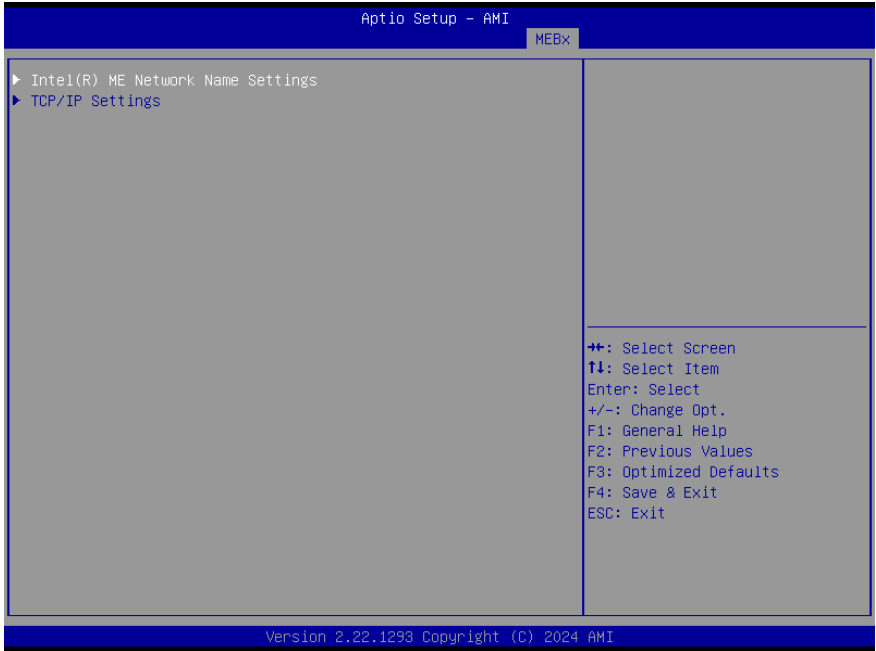 Aptio Setup – AMI
MEBx
▶ Intel(R) ME Network Name Settings
▶ TCP/IP Settings
→←: Select Screen
↑↓: Select Item
Enter: Select
+/-: Change Opt.
F1: General Help
F2: Previous Values
F3: Optimized Defaults
F4: Save & Exit
ESC: Exit
Version 2.22.1293 Copyright (C) 2024 AMI